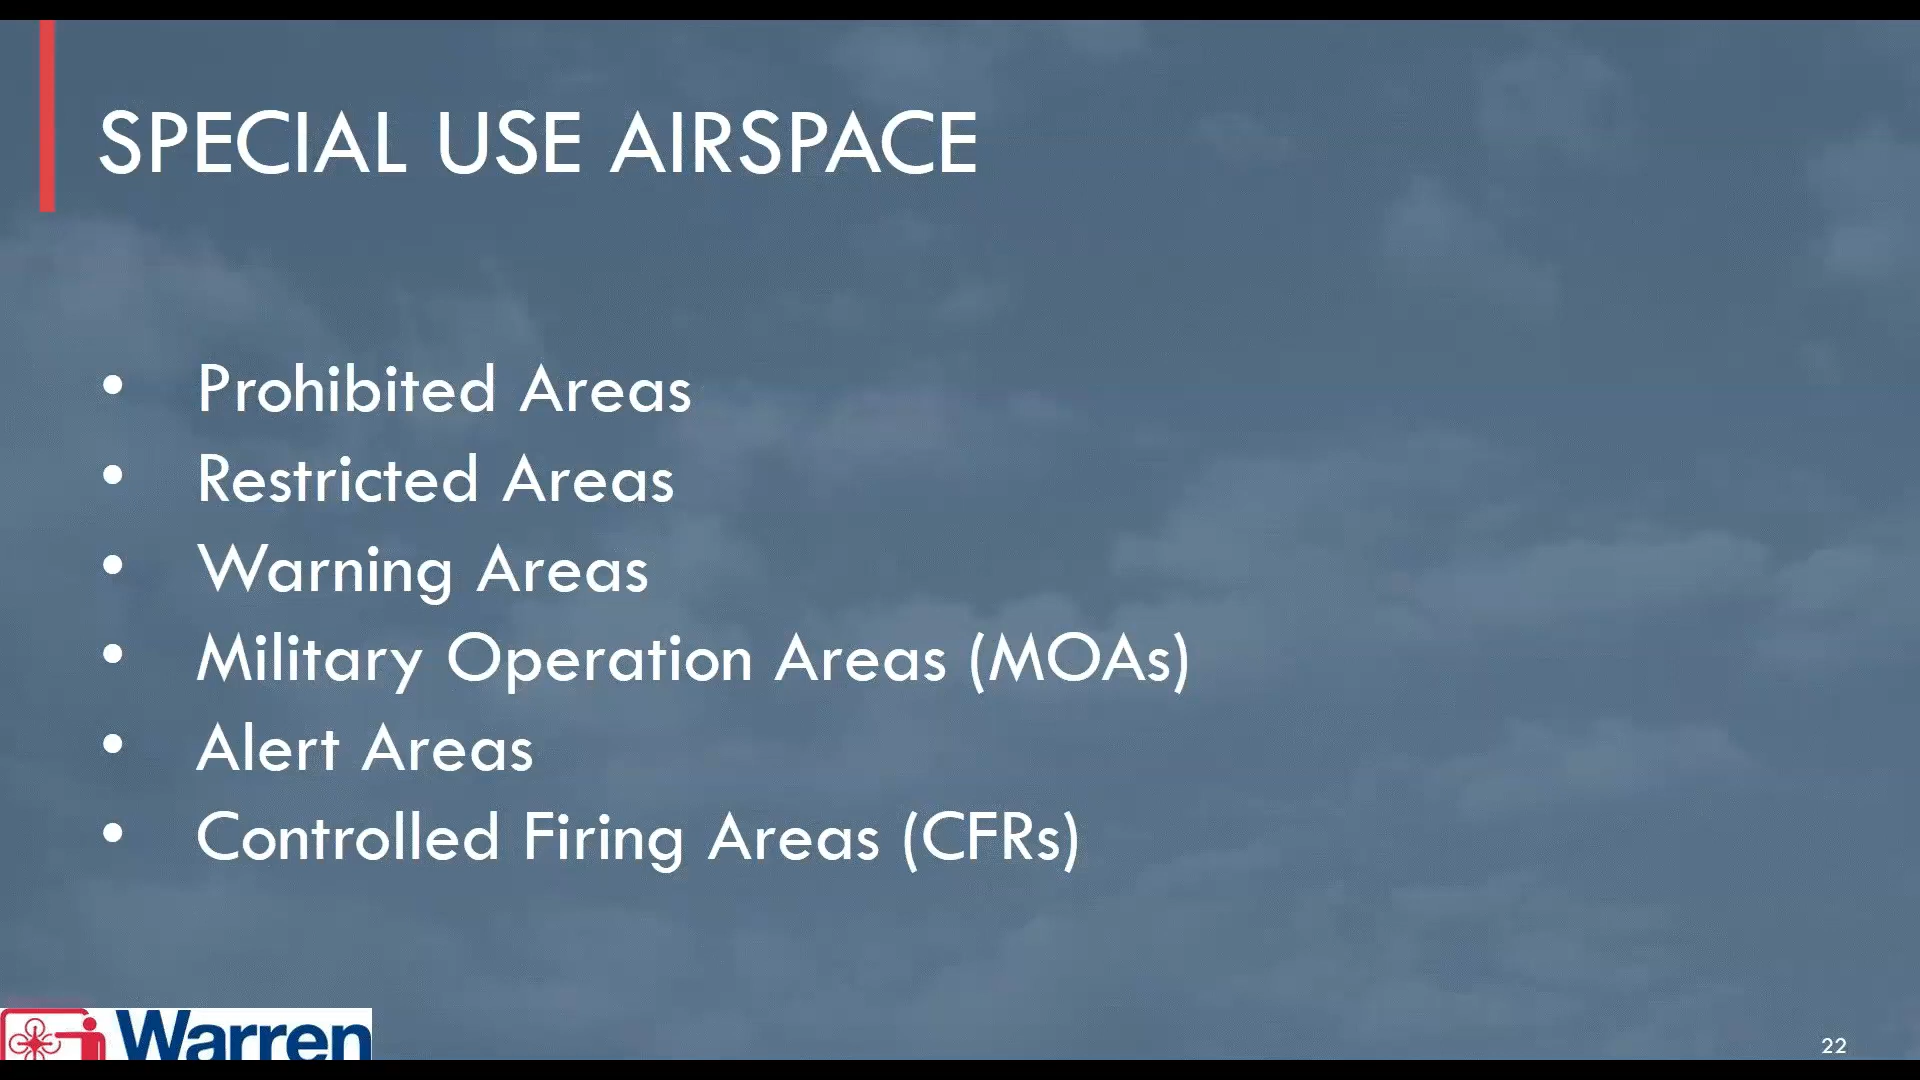 SPECIAL USE AIRSPACE
• Prohibited Areas
• Restricted Areas
• Warning Areas
• Military Operation Areas (MOAs)
• Alert Areas
• Controlled Firing Areas (CFRs)
Warren
22